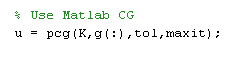 % Use Matlab CG
u = pcg(K,g(:),tol,maxit);